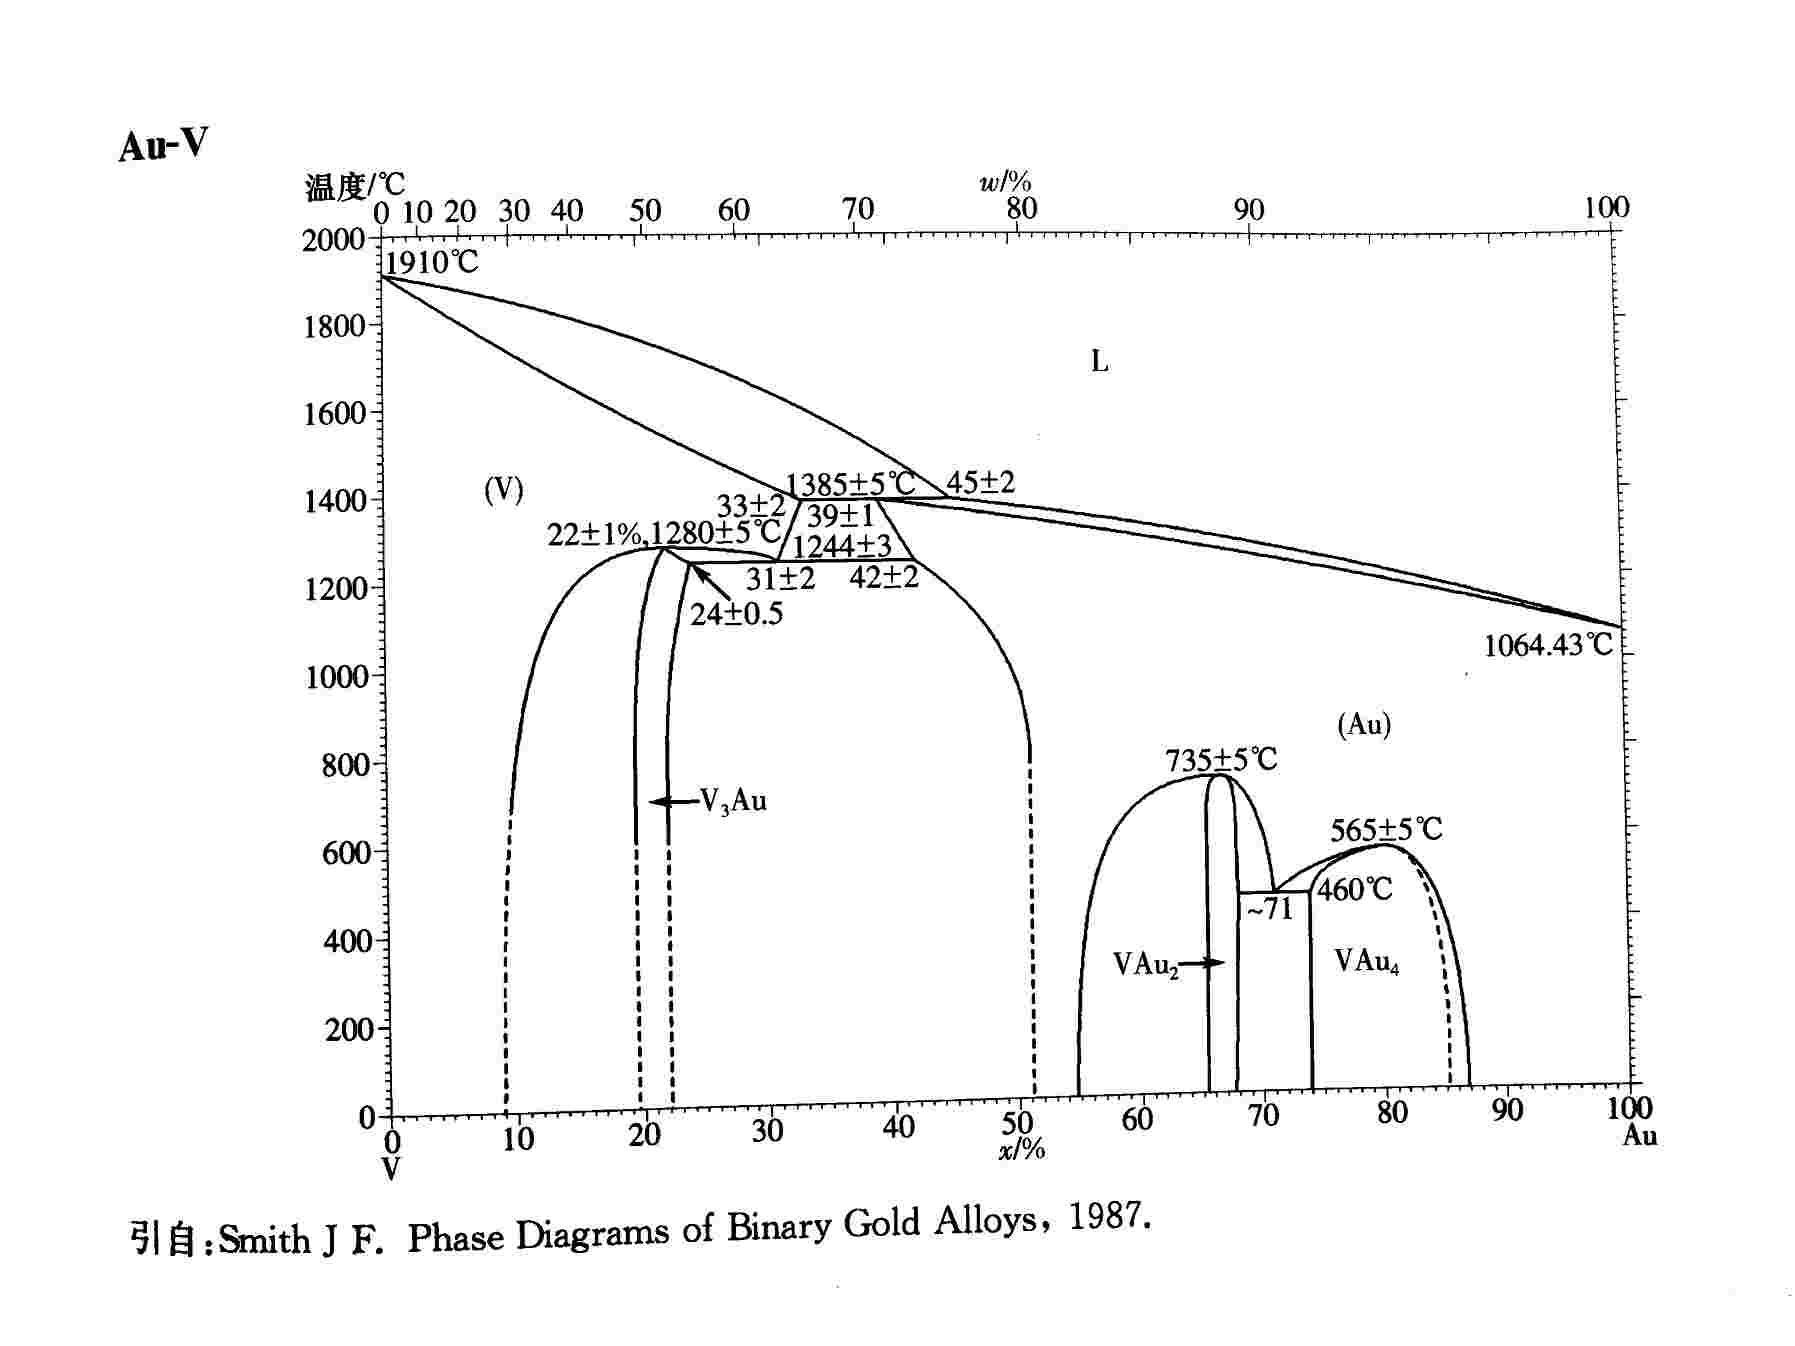 Au-V
温度/℃
w/%
0 10 20 30 40 50 60 70 80 90 100
2000
1910℃
1800
L
1600
1385±5℃ 45±2
(V)
1400
33±2 39±1
22±1%,1280±5℃ 1244±3
1200
31±2 42±2
24±0.5
1064.43℃
1000
(Au)
735±5℃
800
V₃Au
565±5℃
600
460℃
~71
400
VAu₂
VAu₄
200
0
0 10 20 30 40 50 60 70 80 90 100
V x/% Au
引自:Smith J F. Phase Diagrams of Binary Gold Alloys, 1987.